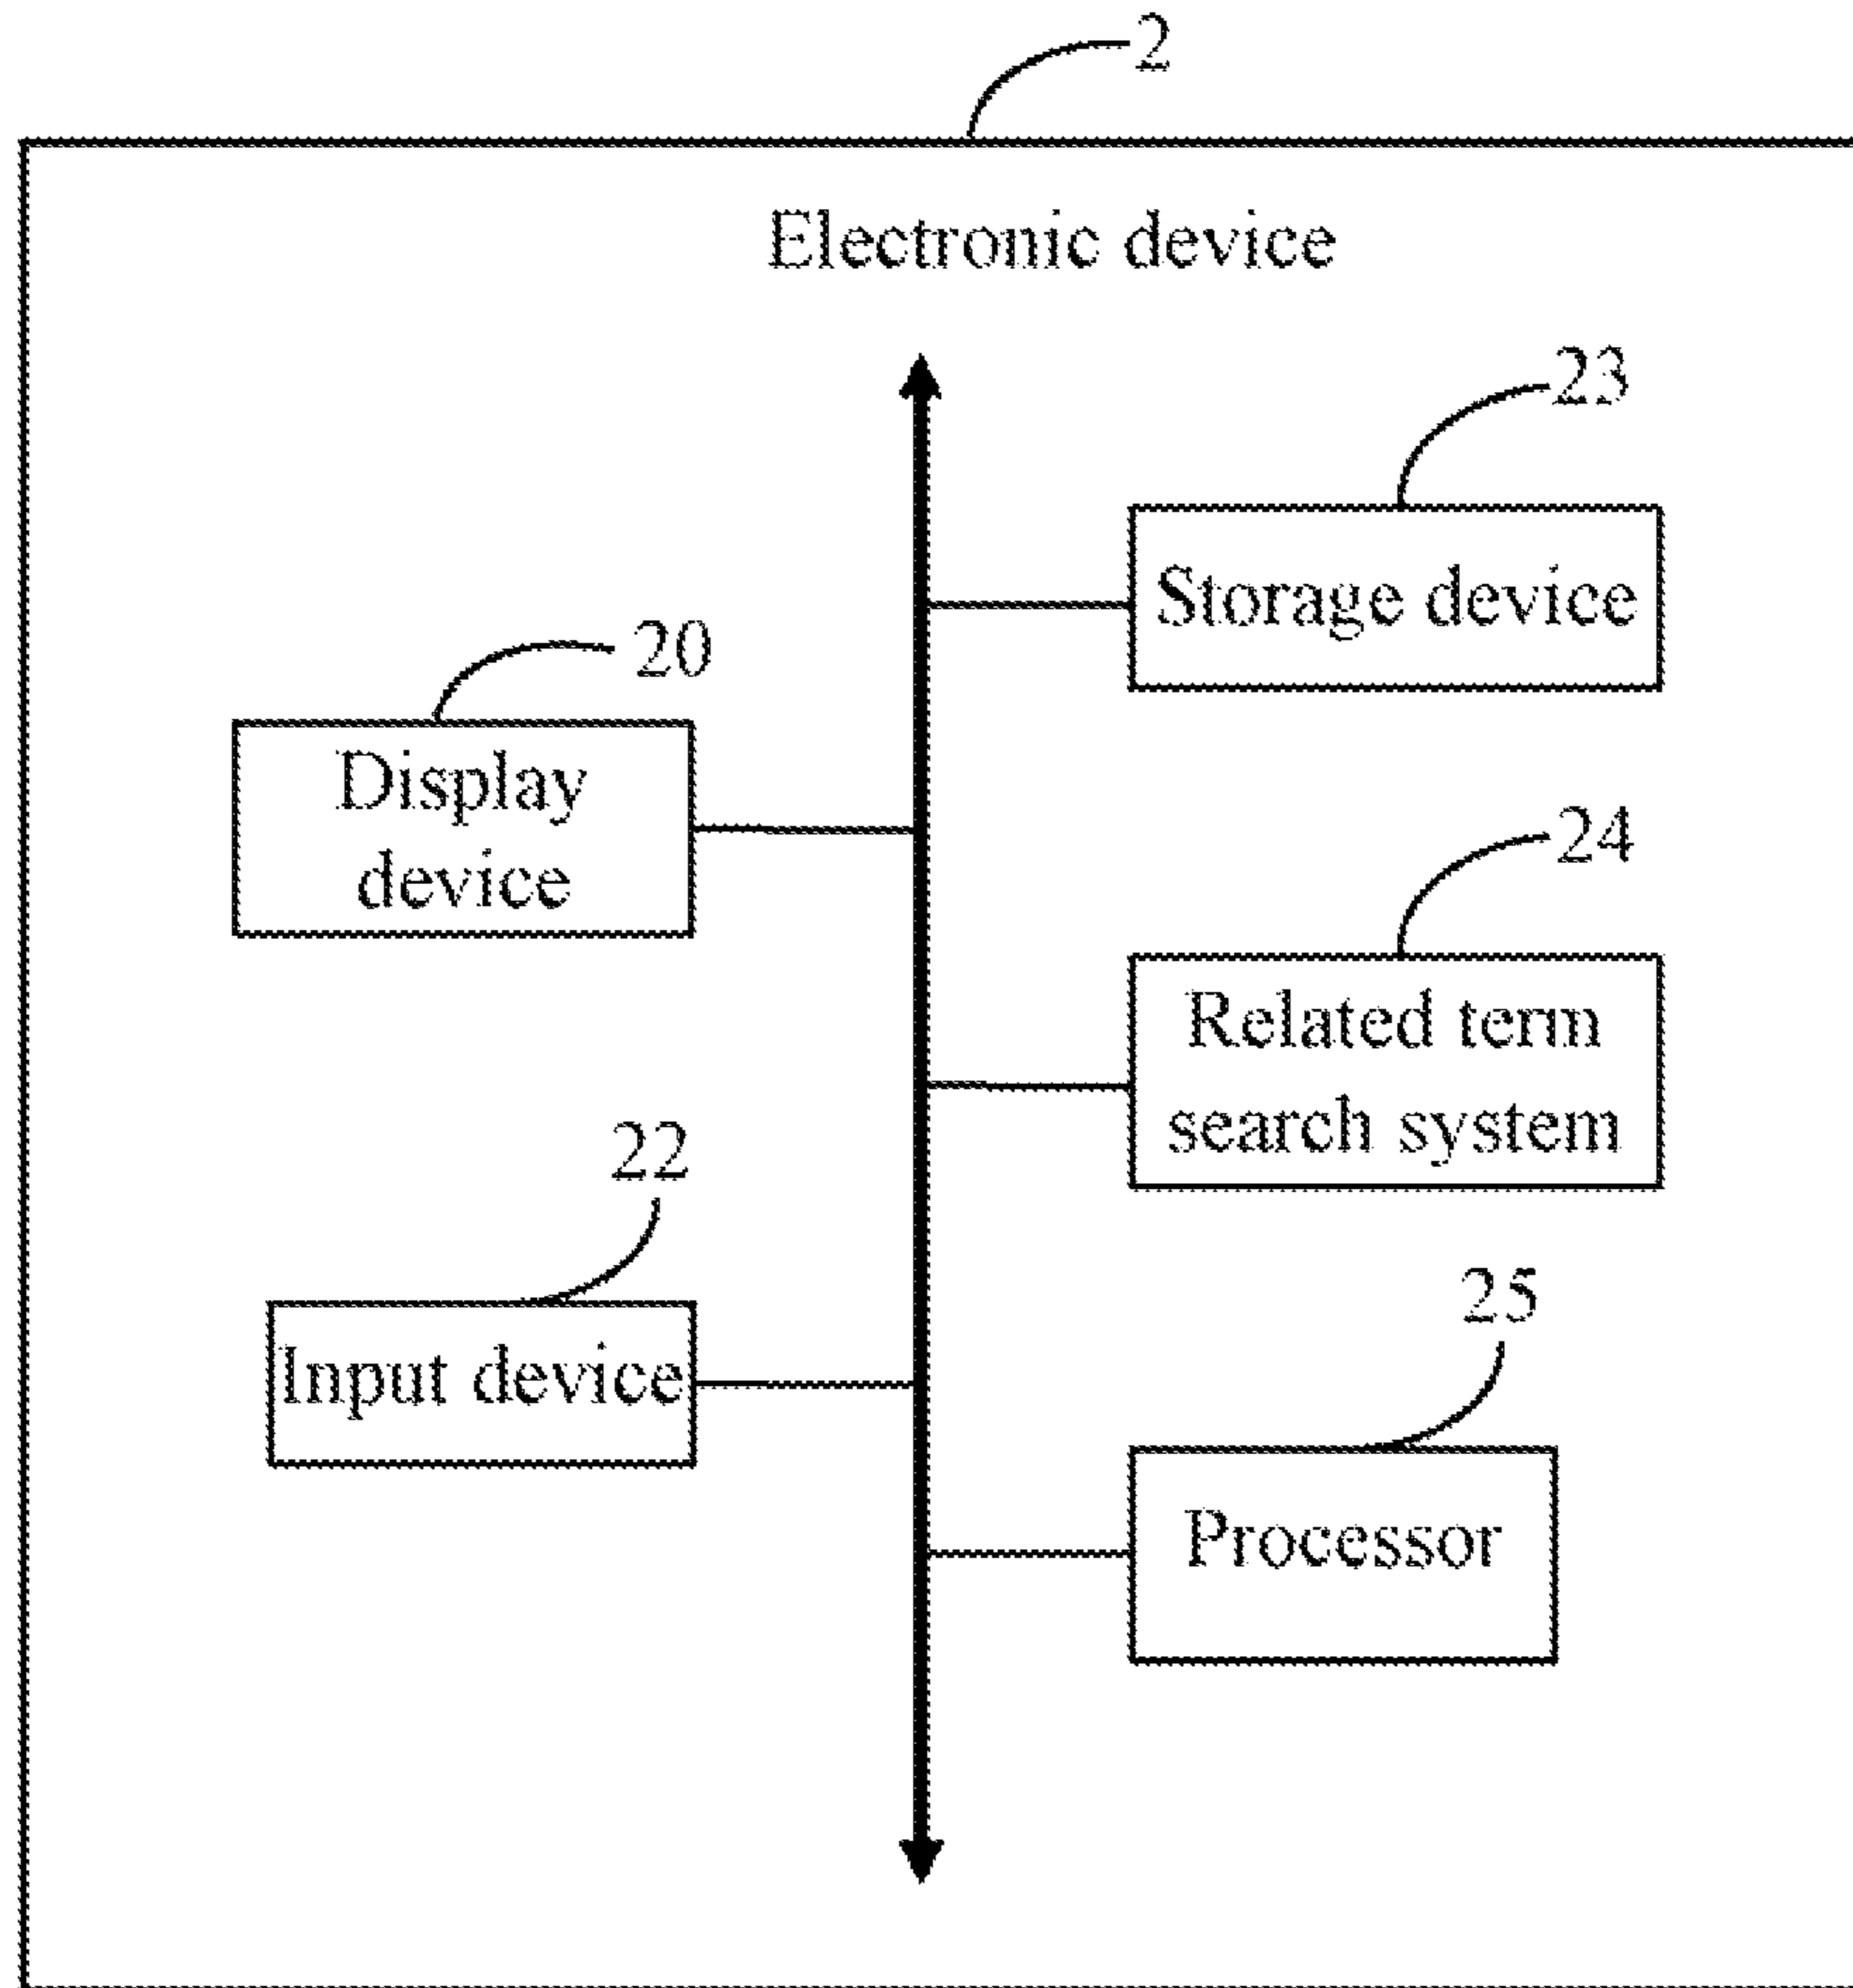 2
Electronic device
23
Storage device
20
Display
device
24
Related term
search system
22
Input device
25
Processor